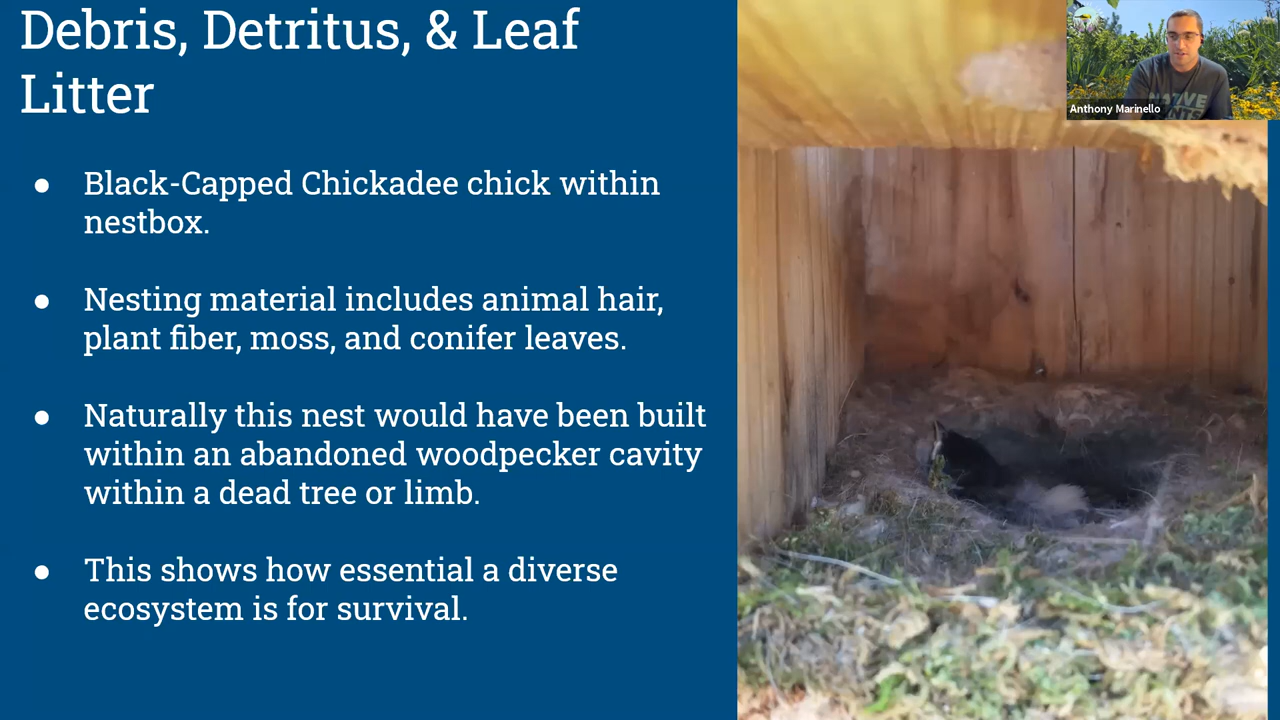 Debris, Detritus, & Leaf
Litter
● Black-Capped Chickadee chick within
nestbox.
● Nesting material includes animal hair,
plant fiber, moss, and conifer leaves.
● Naturally this nest would have been built
within an abandoned woodpecker cavity
within a dead tree or limb.
● This shows how essential a diverse
ecosystem is for survival.
NATIVE
PLANTS
Anthony Marinello